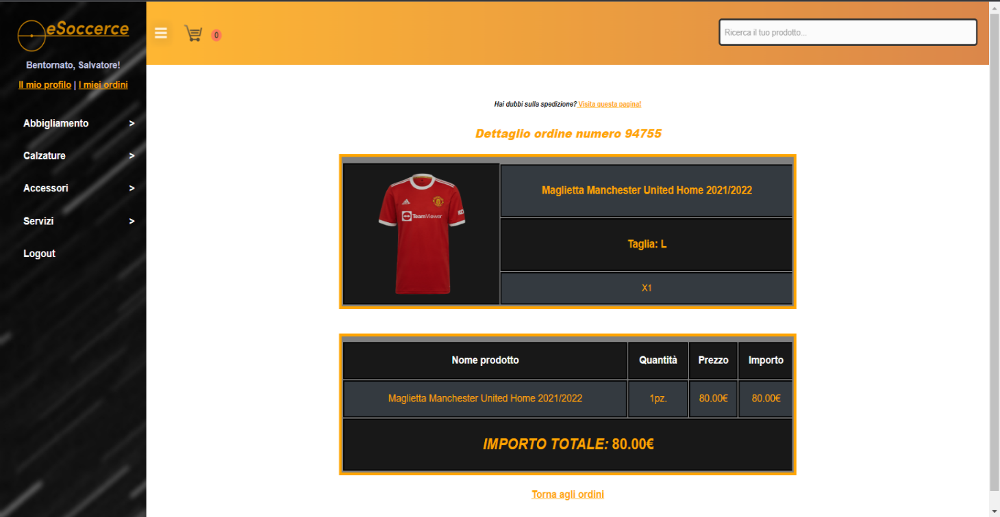 eSoccerce
Bentornato, Salvatore!
Il mio profilo | I miei ordini
Abbigliamento >
Calzature >
Accessori >
Servizi >
Logout
0
Ricerca il tuo prodotto...
Hai dubbi sulla spedizione? Visita questa pagina!
Dettaglio ordine numero 94755
TeamViewer
Maglietta Manchester United Home 2021/2022
Taglia: L
X1
Nome prodotto Quantità Prezzo Importo
Maglietta Manchester United Home 2021/2022 1pz. 80.00€ 80.00€
IMPORTO TOTALE: 80.00€
Torna agli ordini